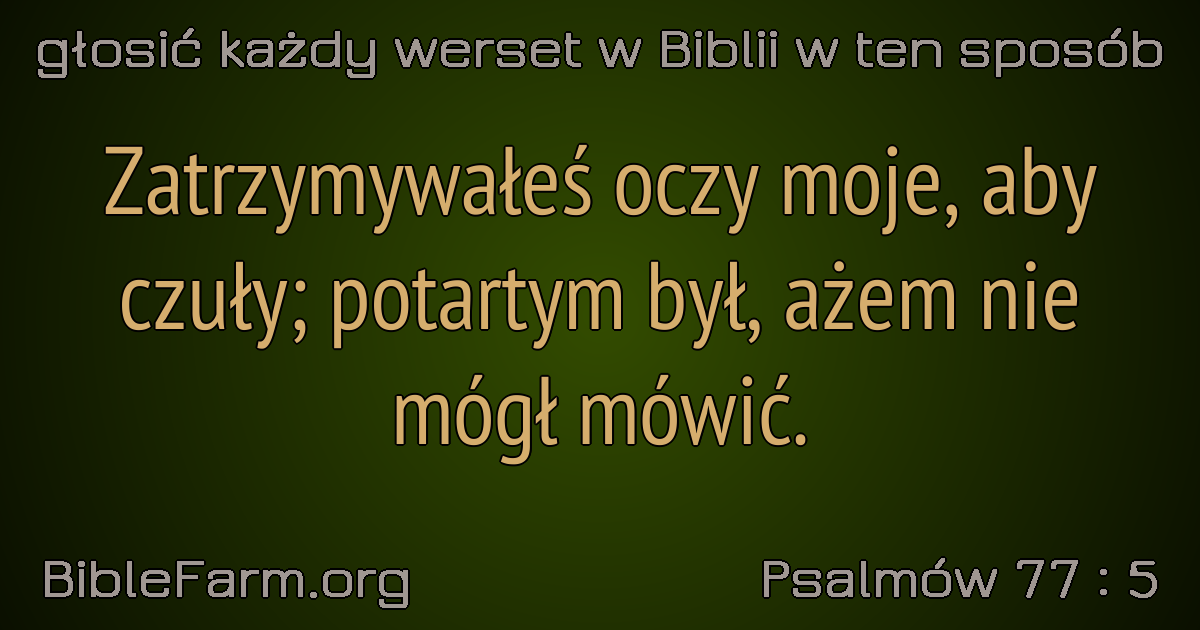 głosić każdy werset w Biblii w ten sposób
Zatrzymywałeś oczy moje, aby
czuły; potartym był, ażem nie
mógł mówić.
BibleFarm.org
Psalmów 77 : 5